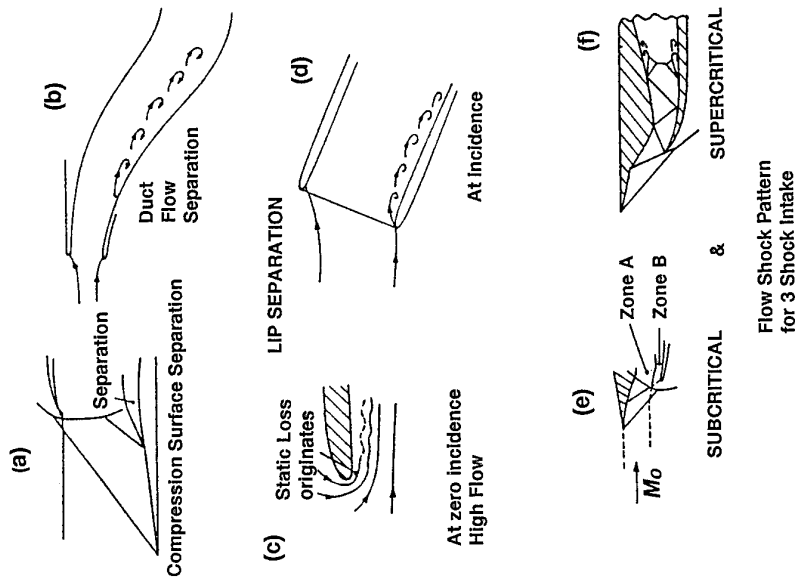 (a)
Separation
Compression Surface Separation
(b)
Duct
Flow
Separation
(c)
Static Loss
originates
At zero incidence
High Flow
LIP SEPARATION
(d)
At Incidence
(e)
Mo
Zone A
Zone B
SUBCRITICAL
&
SUPERCRITICAL
(f)
Flow Shock Pattern
for 3 Shock Intake